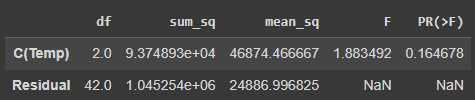 df sum_sq mean_sq F PR(>F)
C(Temp) 2.0 9.374893e+04 46874.466667 1.883492 0.164678
Residual 42.0 1.045254e+06 24886.996825 NaN NaN